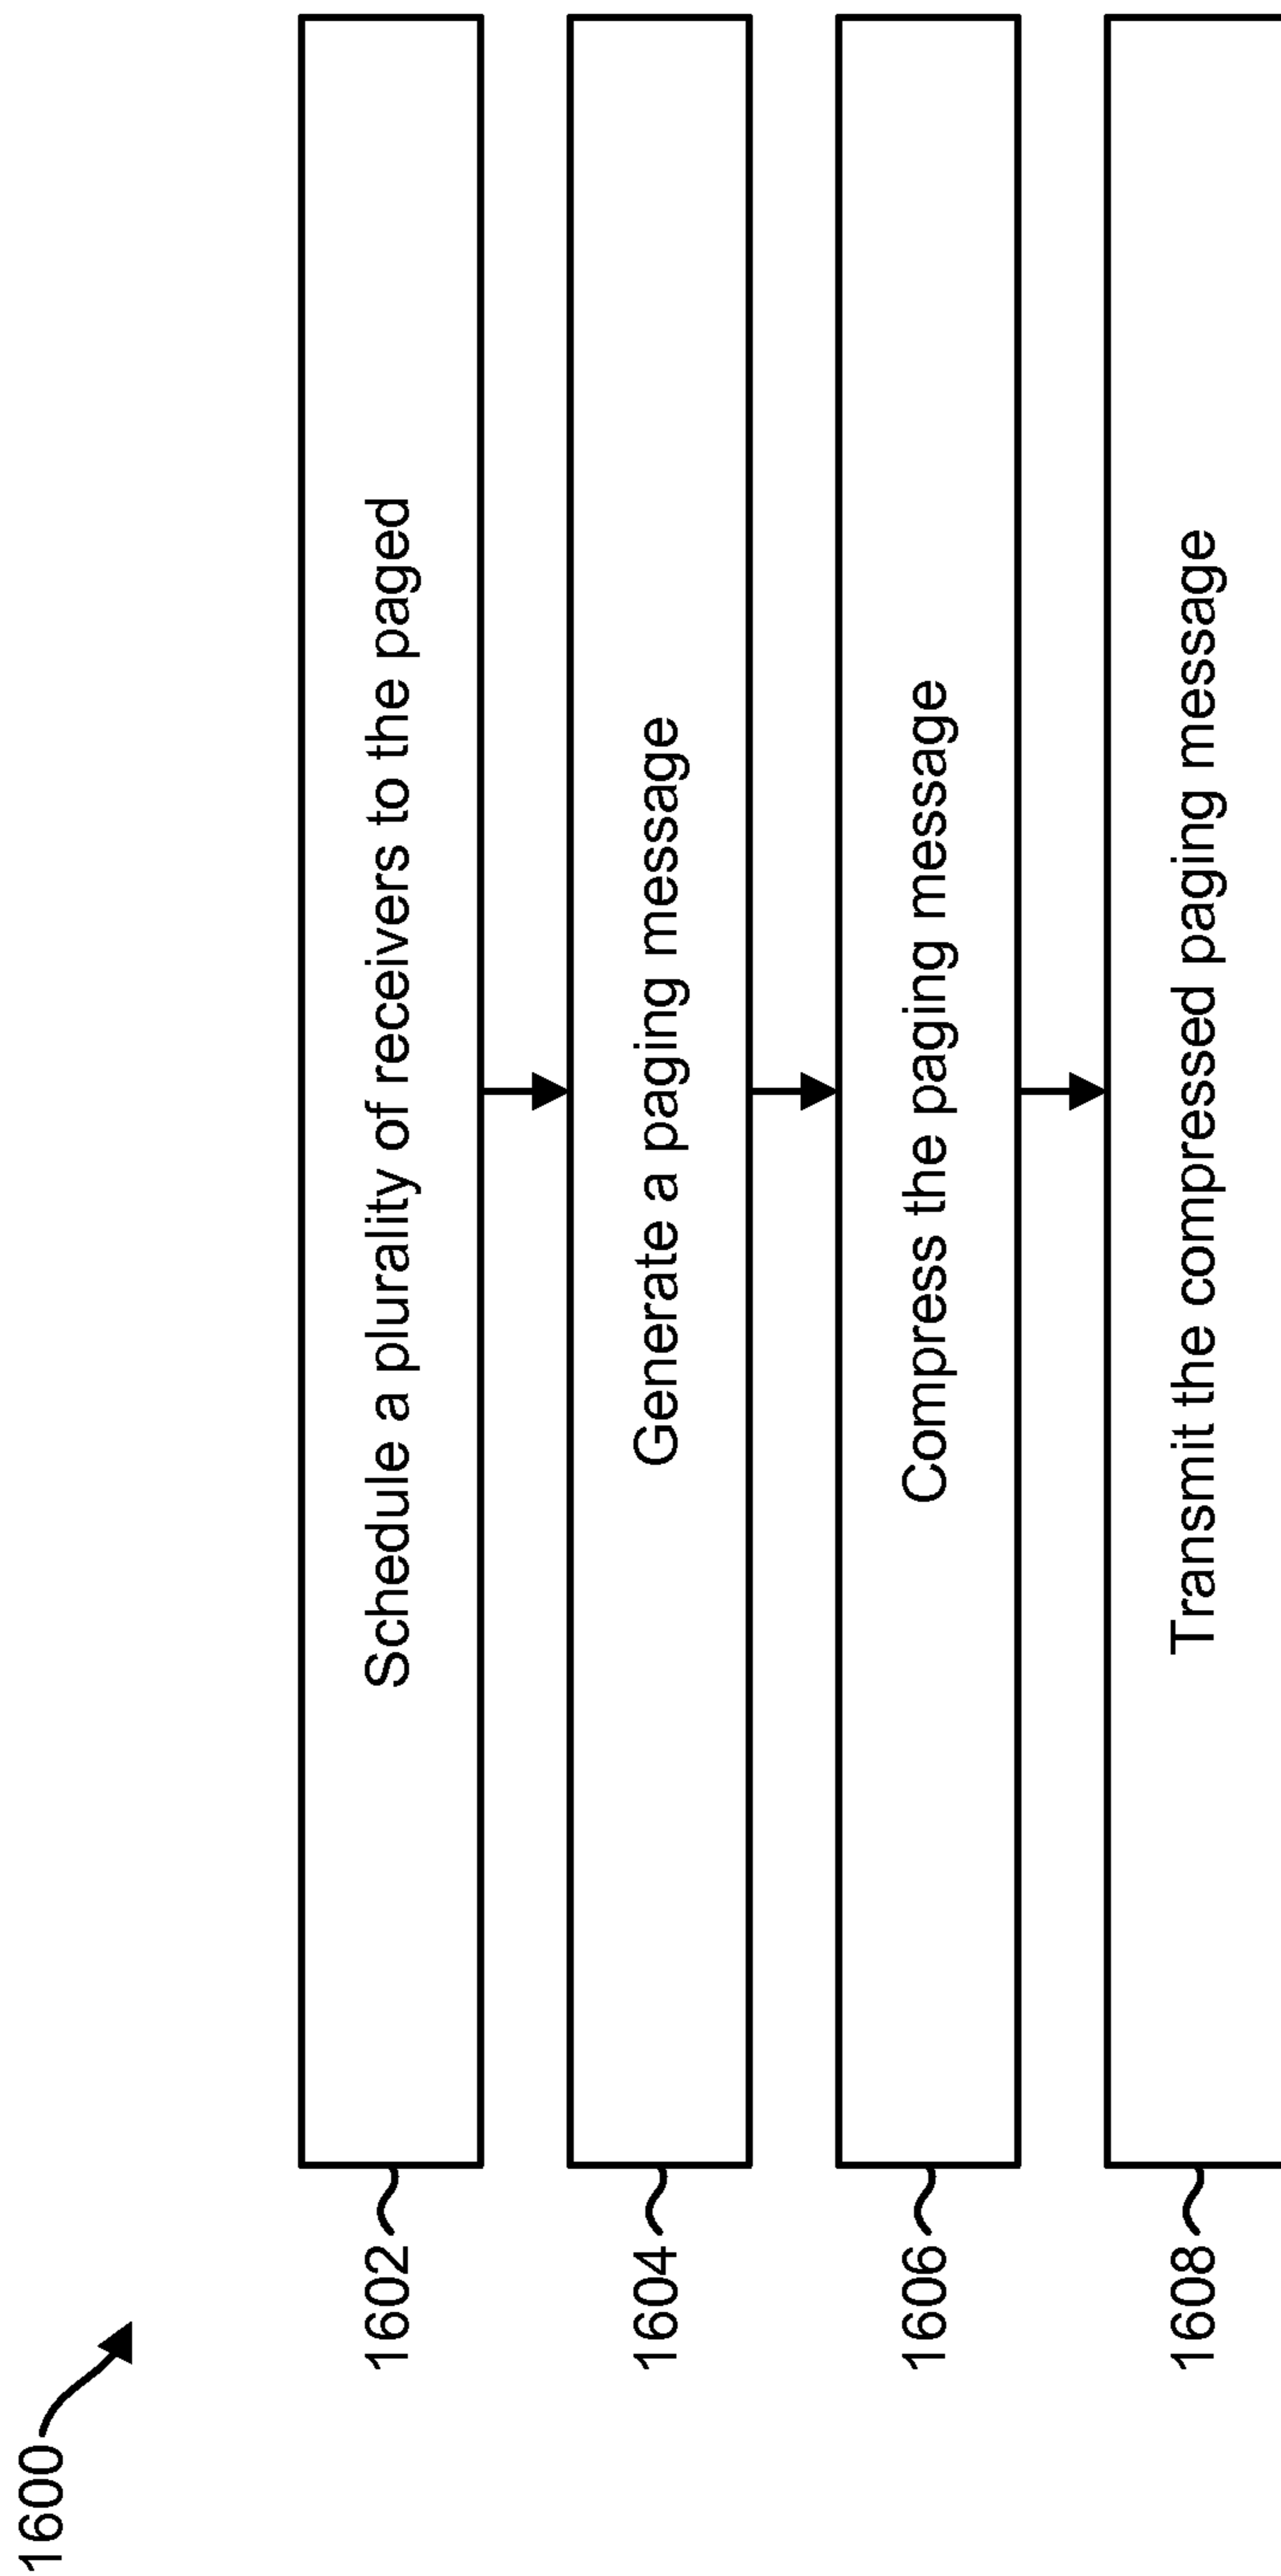 1600
1602
Schedule a plurality of receivers to the paged
1604
Generate a paging message
1606
Compress the paging message
1608
Transmit the compressed paging message